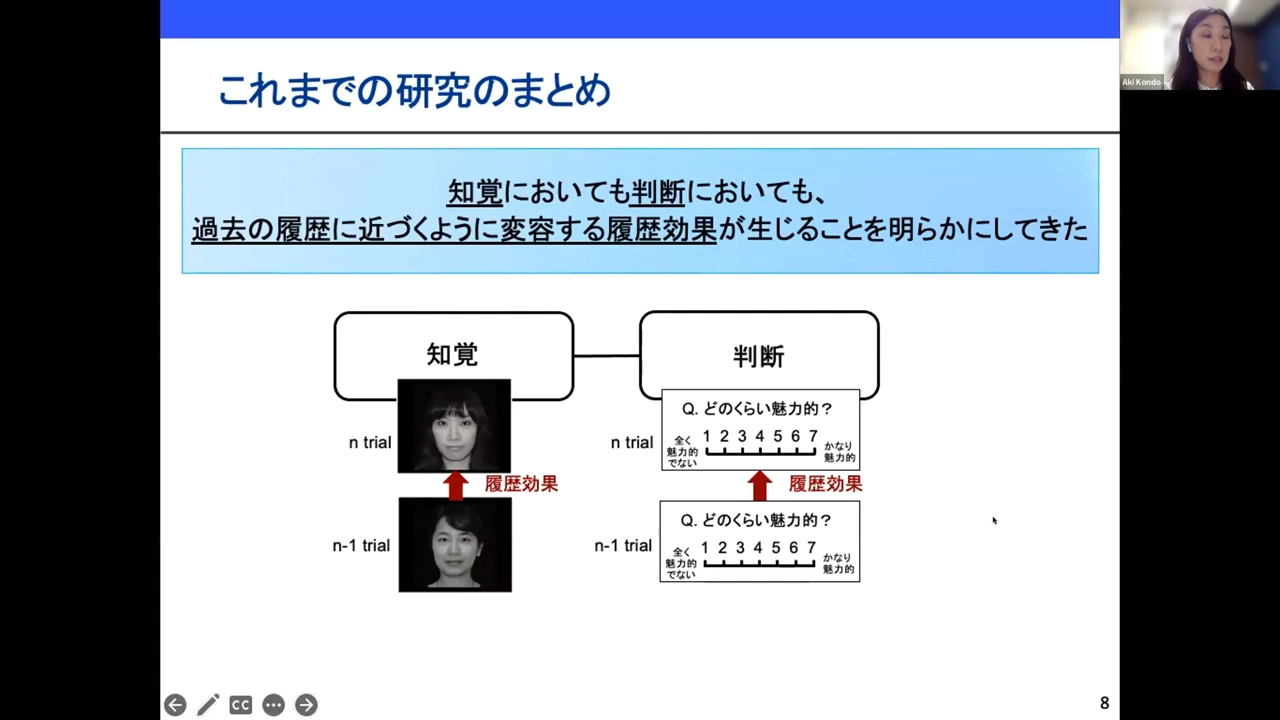 これまでの研究のまとめ
知覚においても判断においても、
過去の履歴に近づくように変容する履歴効果が生じることを明らかにしてきた
知覚
判断
n trial
履歴効果
n-1 trial
n trial
Q. どのくらい魅力的？
1 2 3 4 5 6 7
全く
魅力的
でない
かなり
魅力的
履歴効果
n-1 trial
Q. どのくらい魅力的？
1 2 3 4 5 6 7
全く
魅力的
でない
かなり
魅力的
CC
8
Aki Kondo